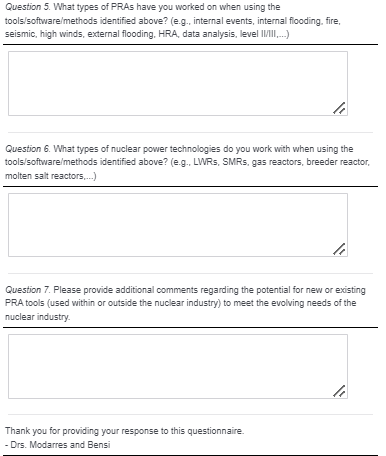 Question 5. What types of PRAs have you worked on when using the
tools/software/methods identified above? (e.g., internal events, internal flooding, fire,
seismic, high winds, external flooding, HRA, data analysis, level II/III,...)
Question 6. What types of nuclear power technologies do you work with when using the
tools/software/methods identified above? (e.g., LWRs, SMRs, gas reactors, breeder reactor,
molten salt reactors,...)
Question 7. Please provide additional comments regarding the potential for new or existing
PRA tools (used within or outside the nuclear industry) to meet the evolving needs of the
nuclear industry.
Thank you for providing your response to this questionnaire.
- Drs. Modarres and Bensi